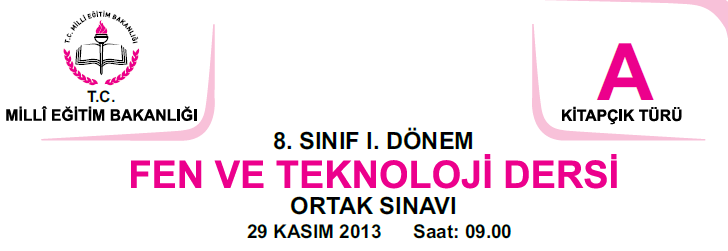 T.C. MİLLÎ EĞİTİM BAKANLIĞI
T.C.
MİLLÎ EĞİTİM BAKANLIĞI
A
KİTAPÇIK TÜRÜ
8. SINIF I. DÖNEM
FEN VE TEKNOLOJİ DERSİ
ORTAK SINAVI
29 KASIM 2013 Saat: 09.00